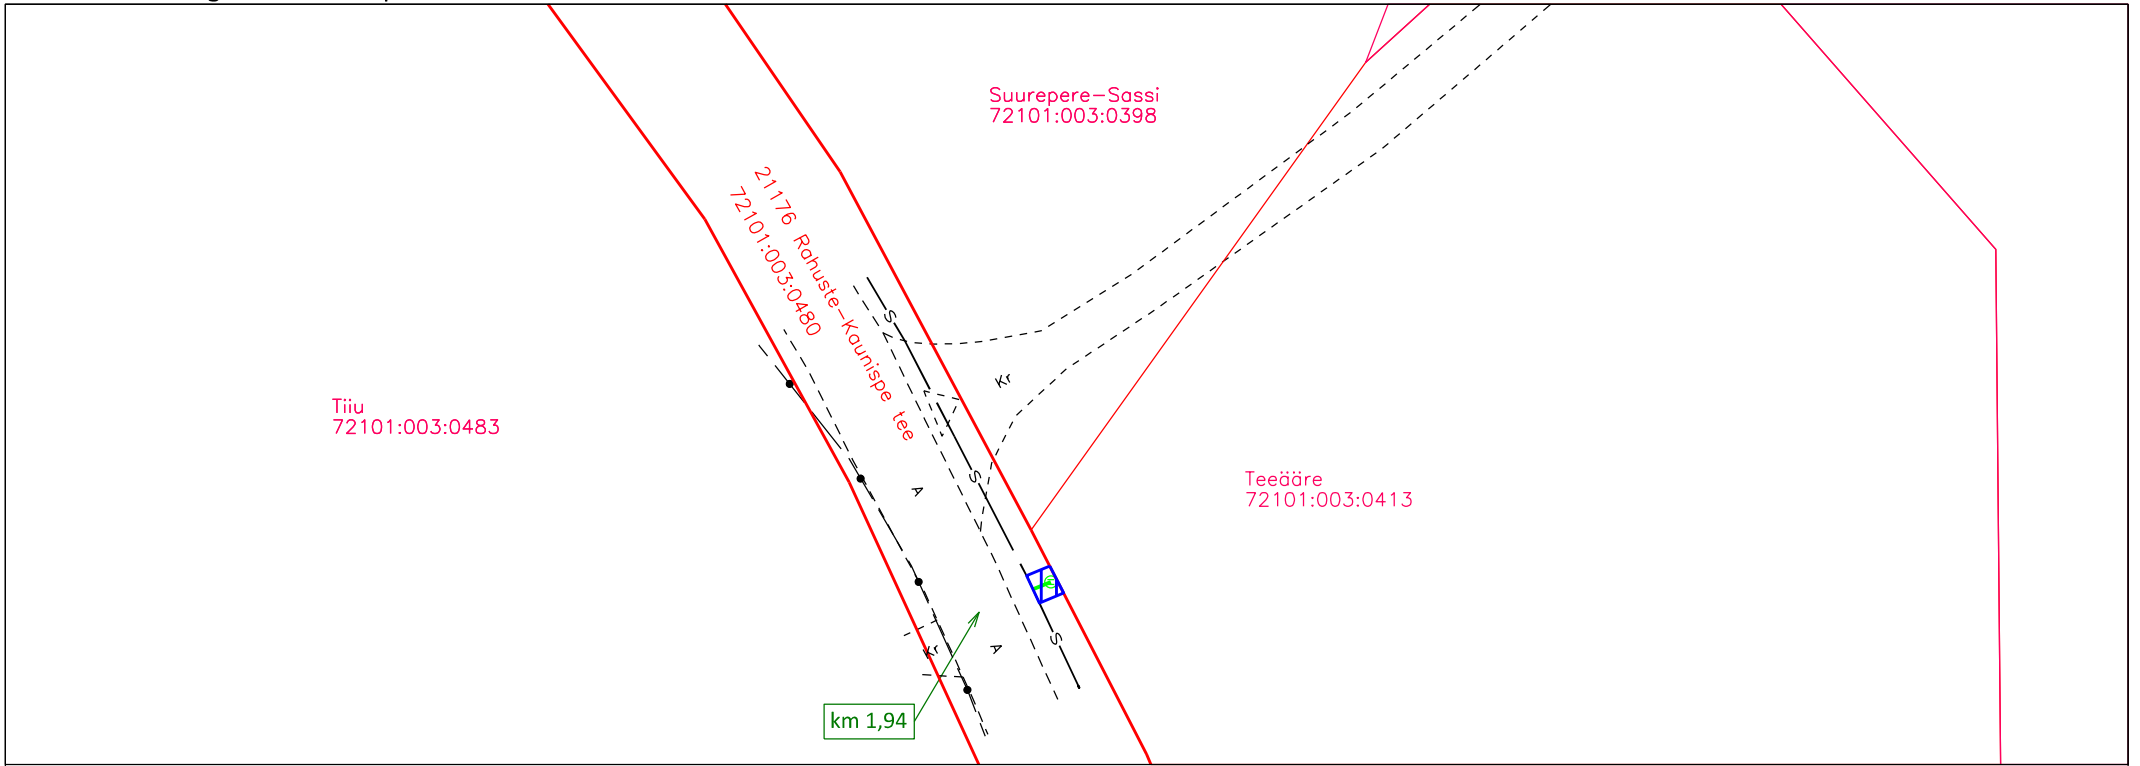 Suurepere-Sassi
72101:003:0398
21176 Rahuste-Kaunispe tee
72101:003:0480
S
Kr
Tiiu
72101:003:0483
S
A
Teeääre
72101:003:0413
S
A
Kr
km 1,94